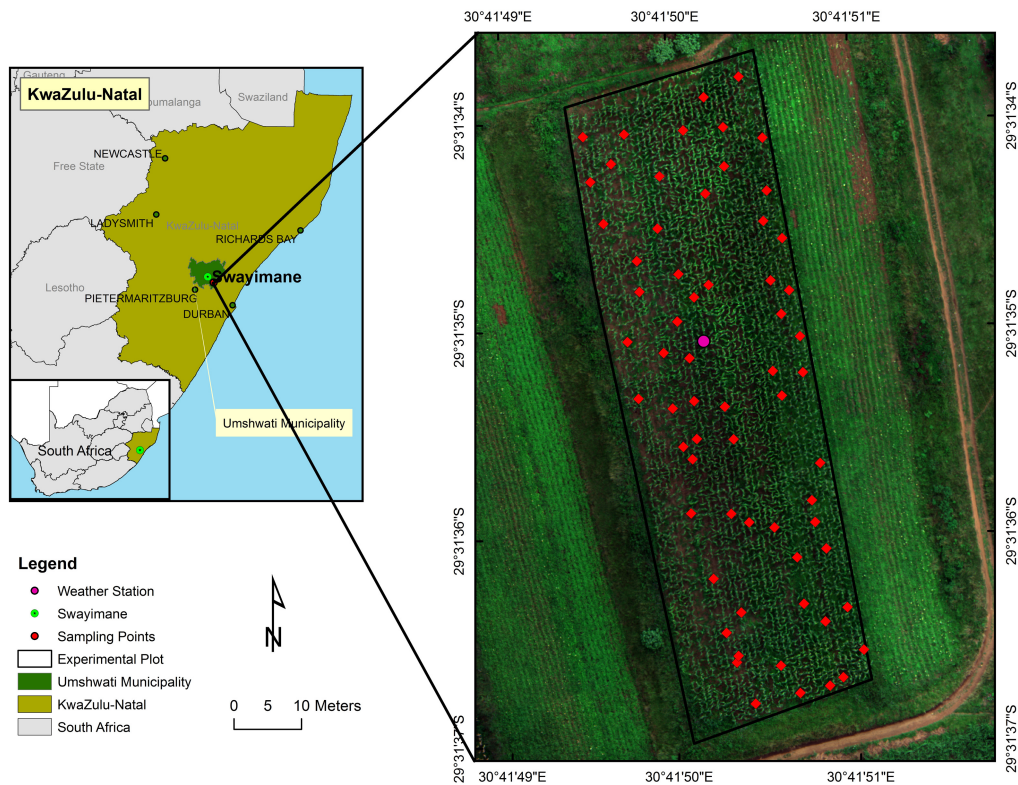 30°41'49"E 30°41'50"E 30°41'51"E
Gauteng
KwaZulu-Natal
Swaziland
NEWCASTLE
Free State
LADYSMITH
KwaZulu-Natal
RICHARDS BAY
Swayimane
Lesotho
PIETERMARITZBURG
DURBAN
Umshwati Municipality
South Africa
29°31'34"S
29°31'35"S
29°31'36"S
29°31'37"S
29°31'34"S
29°31'35"S
29°31'36"S
29°31'37"S
Legend
Weather Station
Swayimane
Sampling Points
Experimental Plot
Umshwati Municipality
KwaZulu-Natal
South Africa
N
0 5 10 Meters
30°41'49"E 30°41'50"E 30°41'51"E